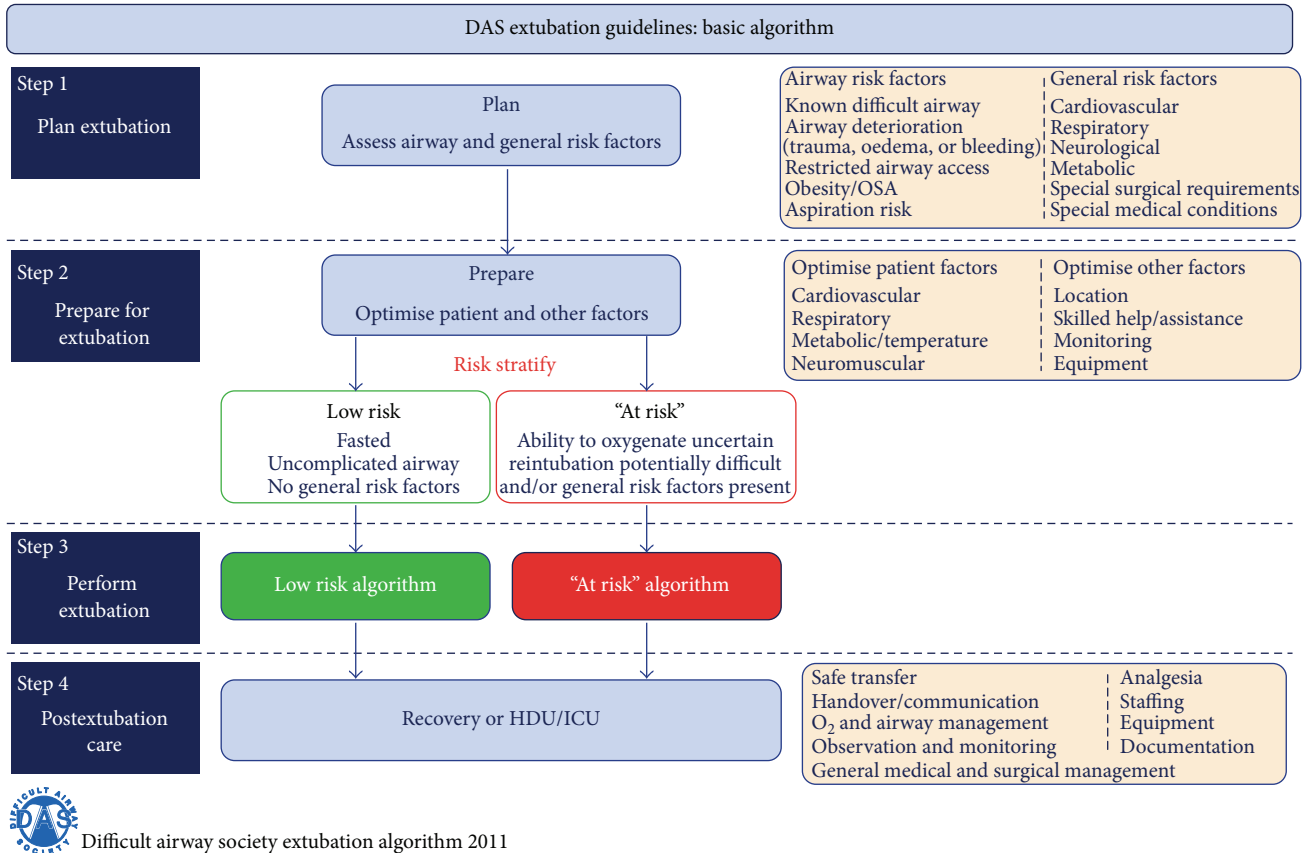 DAS extubation guidelines: basic algorithm
Step 1
Plan extubation
Plan
Assess airway and general risk factors
Airway risk factors
Known difficult airway
Airway deterioration
(trauma, oedema, or bleeding)
Restricted airway access
Obesity/OSA
Aspiration risk
General risk factors
Cardiovascular
Respiratory
Neurological
Metabolic
Special surgical requirements
Special medical conditions
Step 2
Prepare for
extubation
Prepare
Optimise patient and other factors
Optimise patient factors
Cardiovascular
Respiratory
Metabolic/temperature
Neuromuscular
Optimise other factors
Location
Skilled help/assistance
Monitoring
Equipment
Risk stratify
Low risk
Fasted
Uncomplicated airway
No general risk factors
“At risk”
Ability to oxygenate uncertain
reintubation potentially difficult
and/or general risk factors present
Step 3
Perform
extubation
Low risk algorithm
“At risk” algorithm
Step 4
Postextubation
care
Recovery or HDU/ICU
Safe transfer
Handover/communication
O₂ and airway management
Observation and monitoring
General medical and surgical management
Analgesia
Staffing
Equipment
Documentation
DIFFICULT AIRWAY
DAS
SOCIETY
Difficult airway society extubation algorithm 2011